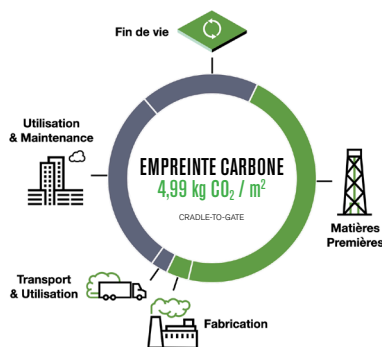 Fin de vie
Utilisation
& Maintenance
EMPREINTE CARBONE
4,99 kg CO₂ / m²
CRADLE-TO-GATE
Matières
Premières
Transport
& Utilisation
Fabrication